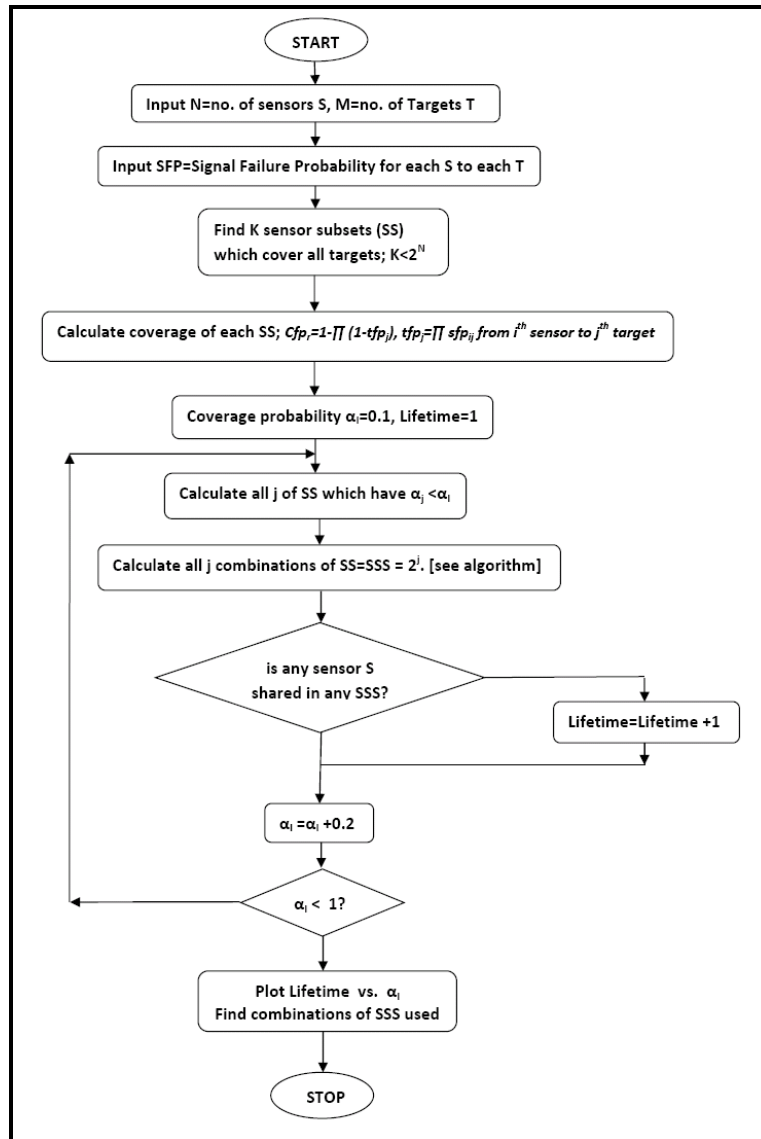 START
Input N=no. of sensors S, M=no. of Targets T
Input SFP=Signal Failure Probability for each S to each T
Find K sensor subsets (SS)
which cover all targets; K<2ᴺ
Calculate coverage of each SS; Cfpᵣ=1-∏ (1-tfpⱼ), tfpⱼ=∏ sfpᵢⱼ from iᵗʰ sensor to jᵗʰ target
Coverage probability αₗ=0.1, Lifetime=1
Calculate all j of SS which have αⱼ <αₗ
Calculate all j combinations of SS=SSS = 2ʲ. [see algorithm]
is any sensor S
shared in any SSS?
Lifetime=Lifetime +1
αₗ =αₗ +0.2
αₗ < 1?
Plot Lifetime vs. αₗ
Find combinations of SSS used
STOP